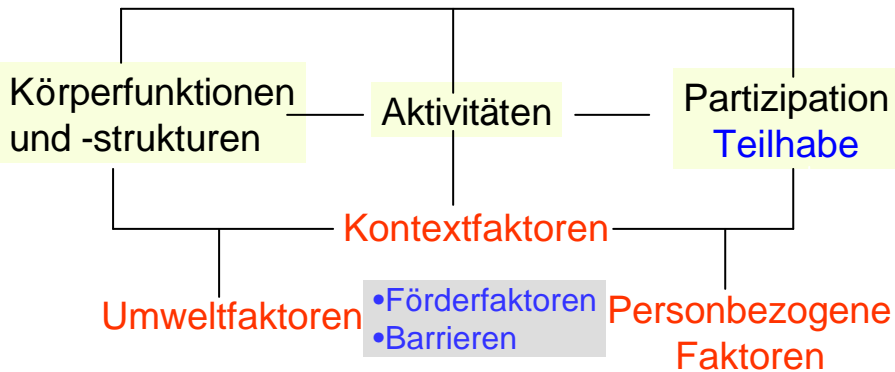 Körperfunktionen
und -strukturen
Aktivitäten
Partizipation
Teilhabe
Kontextfaktoren
Umweltfaktoren
•Förderfaktoren
•Barrieren
Personbezogene
Faktoren